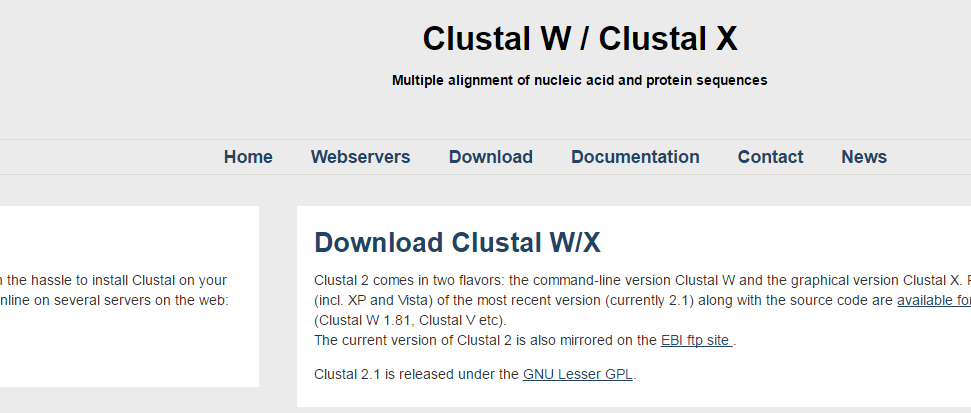 Clustal W / Clustal X
Multiple alignment of nucleic acid and protein sequences
Home Webservers Download Documentation Contact News
the hassle to install Clustal on your
nline on several servers on the web:
Download Clustal W/X
Clustal 2 comes in two flavors: the command-line version Clustal W and the graphical version Clustal X.
(incl. XP and Vista) of the most recent version (currently 2.1) along with the source code are available for
(Clustal W 1.81, Clustal V etc).
The current version of Clustal 2 is also mirrored on the EBI ftp site .
Clustal 2.1 is released under the GNU Lesser GPL.